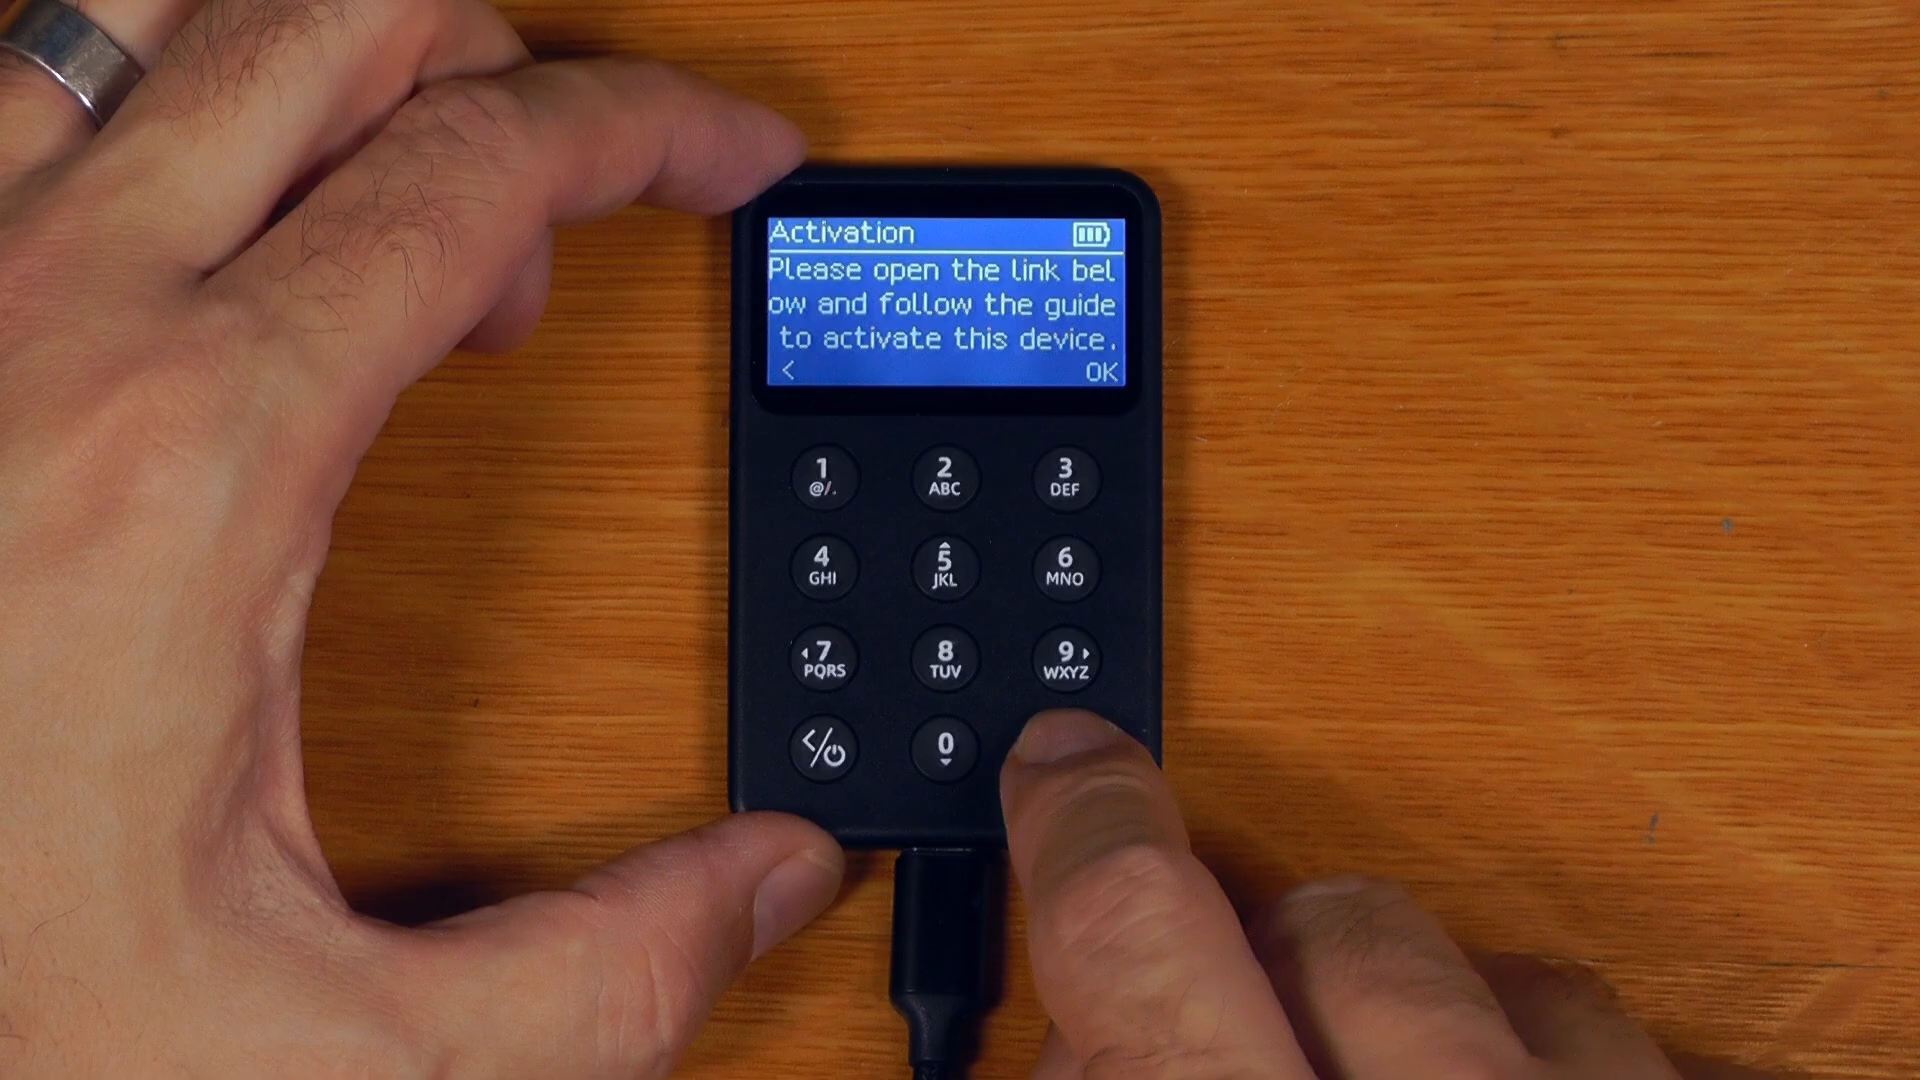 Activation
Please open the link bel
ow and follow the guide
to activate this device.
< OK
1 2 3
@/. ABC DEF
4 5 6
GHI JKL MNO
7 8 9
PQRS TUV WXYZ
</ 0